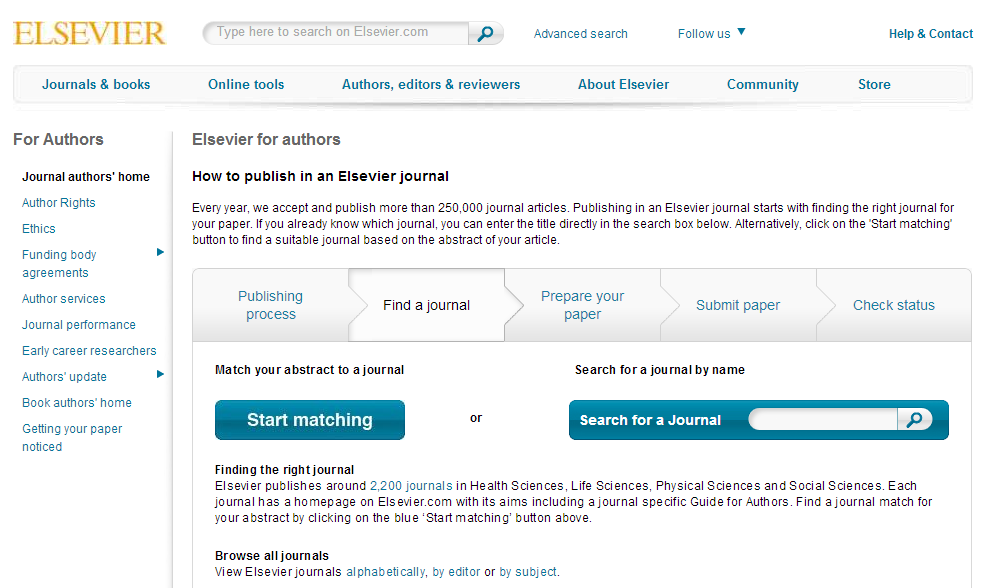 ELSEVIER
Type here to search on Elsevier.com
Advanced search
Follow us
Help & Contact
Journals & books
Online tools
Authors, editors & reviewers
About Elsevier
Community
Store
For Authors
Journal authors' home
Author Rights
Ethics
Funding body
agreements
Author services
Journal performance
Early career researchers
Authors' update
Book authors' home
Getting your paper
noticed
Elsevier for authors
How to publish in an Elsevier journal
Every year, we accept and publish more than 250,000 journal articles. Publishing in an Elsevier journal starts with finding the right journal for
your paper. If you already know which journal, you can enter the title directly in the search box below. Alternatively, click on the 'Start matching'
button to find a suitable journal based on the abstract of your article.
Publishing
process
Find a journal
Prepare your
paper
Submit paper
Check status
Match your abstract to a journal
Start matching
or
Search for a journal by name
Search for a Journal
Finding the right journal
Elsevier publishes around 2,200 journals in Health Sciences, Life Sciences, Physical Sciences and Social Sciences. Each
journal has a homepage on Elsevier.com with its aims including a journal specific Guide for Authors. Find a journal match for
your abstract by clicking on the blue ‘Start matching’ button above.
Browse all journals
View Elsevier journals alphabetically, by editor or by subject.